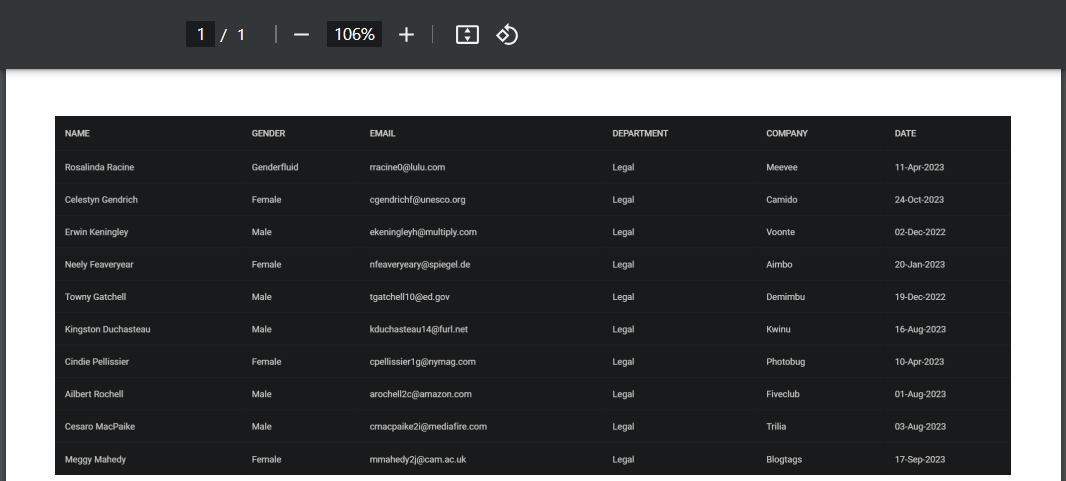 1 / 1 106%
NAME GENDER EMAIL DEPARTMENT COMPANY DATE
Rosalinda Racine Genderfluid rracine0@lulu.com Legal Meevee 11-Apr-2023
Celestyn Gendrich Female cgendrichf@unesco.org Legal Camido 24-Oct-2023
Erwin Keningley Male ekeningleyh@multiply.com Legal Voonte 02-Dec-2022
Neely Feaveryear Female nfeaveryeary@spiegel.de Legal Aimbo 20-Jan-2023
Towny Gatchell Male tgatchell10@ed.gov Legal Demimbu 19-Dec-2022
Kingston Duchasteau Male kduchasteau14@furl.net Legal Kwinu 16-Aug-2023
Cindie Pellissier Female cpellissier1g@nymag.com Legal Photobug 10-Apr-2023
Ailbert Rochell Male arochell2c@amazon.com Legal Fiveclub 01-Aug-2023
Cesaro MacPaike Male cmacpaike2i@mediafire.com Legal Trilia 03-Aug-2023
Meggy Mahedy Female mmahedy2j@cam.ac.uk Legal Blogtags 17-Sep-2023